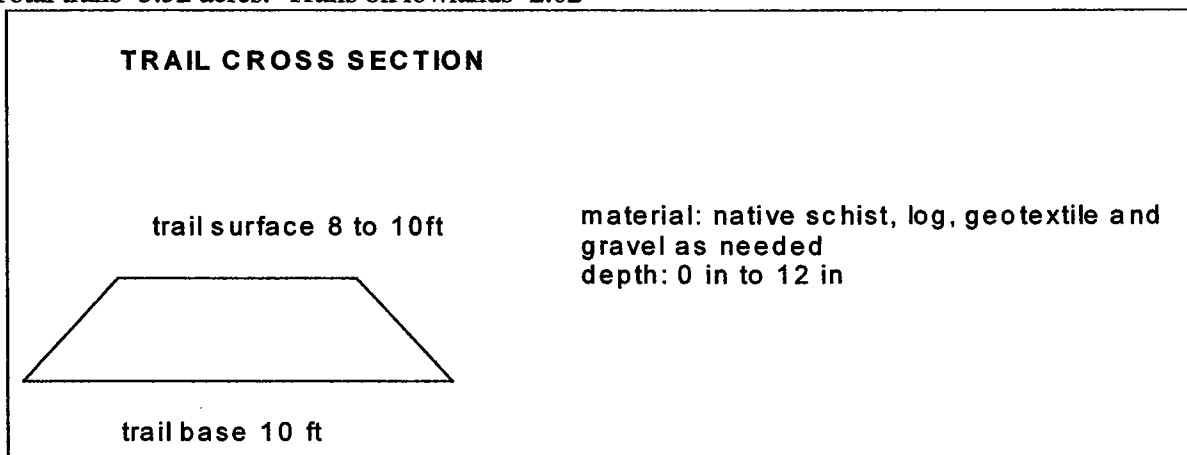 TRAIL CROSS SECTION
trail surface 8 to 10ft
material: native schist, log, geotextile and
gravel as needed
depth: 0 in to 12 in
trail base 10 ft